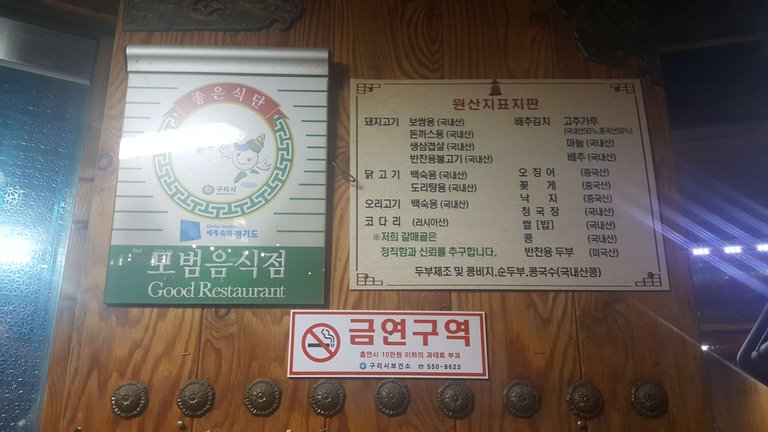 좋은식단
구리시
세계속의 경기도
모범음식점
Good Restaurant
원산지표지판
돼지고기 보쌈용 (국내산)
돈까스용 (국내산)
생삼겹살 (국내산)
반찬용불고기 (국내산)
닭고기 백숙용 (국내산)
도리탕용 (국내산)
오리고기 백숙용 (국내산)
코다리 (러시아산)
※저희 갈매골은
정직함과 신뢰를 추구합니다.
배추김치 고추가루
(국내산50%,중국산50%)
마늘 (국내산)
배추 (국내산)
오징어 (중국산)
꽃게 (중국산)
낙지 (중국산)
청국장 (국내산)
쌀 [밥] (국내산)
콩 (국내산)
반찬용 두부 (미국산)
두부제조 및 콩비지,순두부,콩국수(국내산콩)
금연구역
흡연시 10만원 이하의 과태료 부과
구리시보건소 ☎ 550-8623